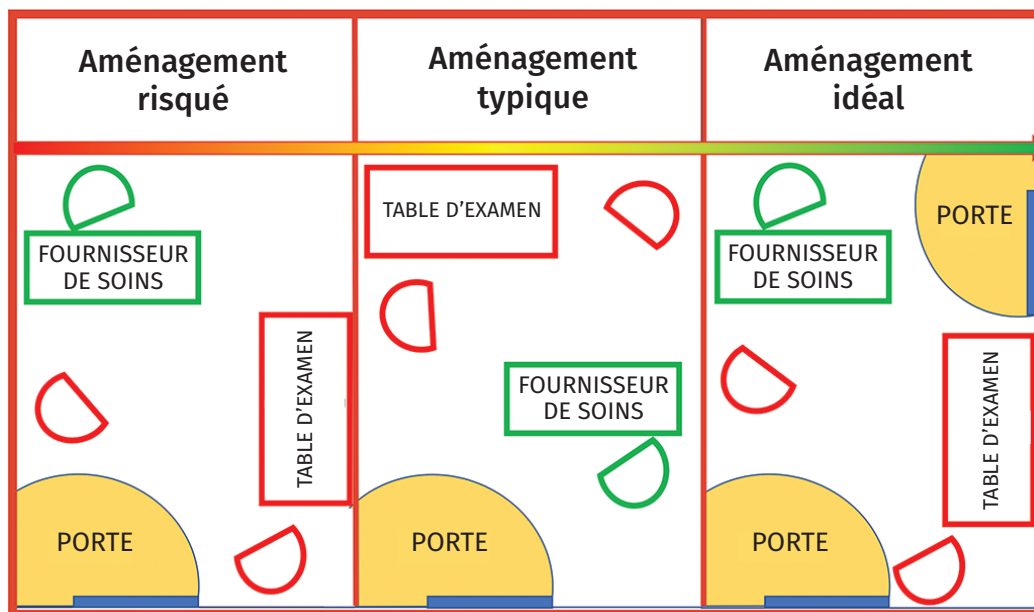 Aménagement
risqué
Aménagement
typique
Aménagement
idéal
FOURNISSEUR
DE SOINS
TABLE D'EXAMEN
PORTE
TABLE D'EXAMEN
FOURNISSEUR
DE SOINS
PORTE
PORTE
FOURNISSEUR
DE SOINS
TABLE D'EXAMEN
PORTE